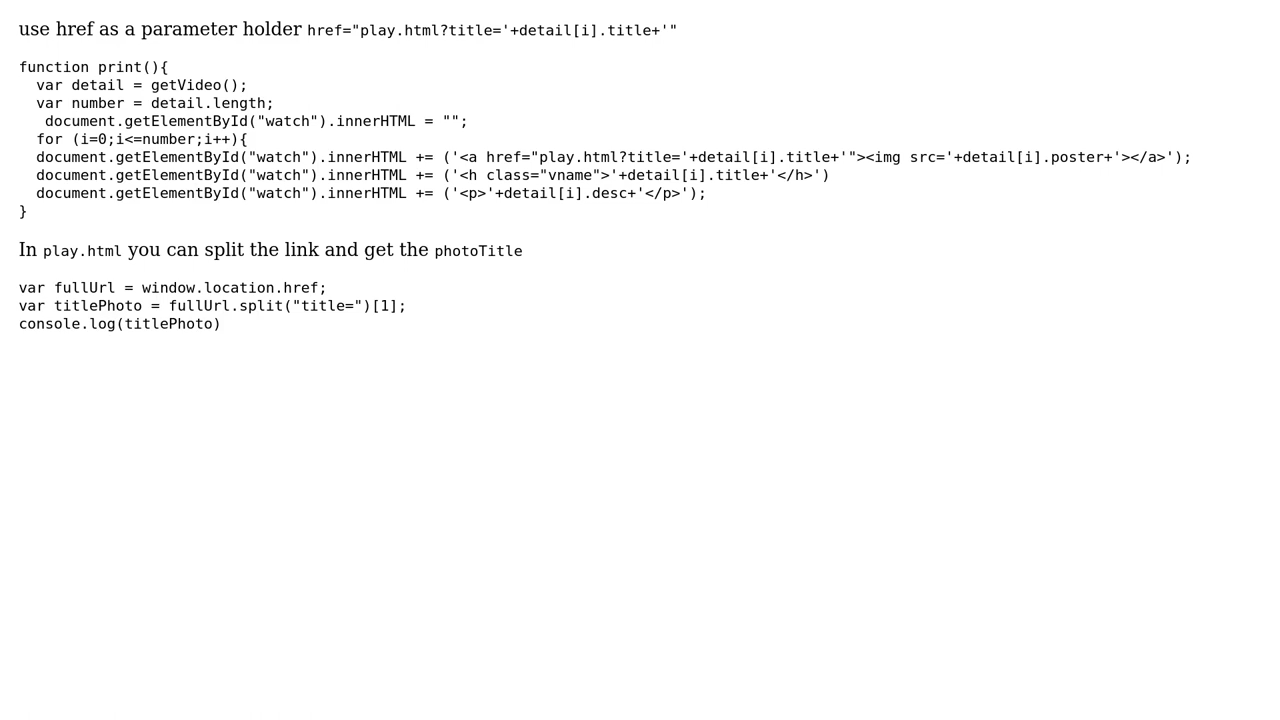 use href as a parameter holder href="play.html?title='+detail[i].title+'"
function print(){
  var detail = getVideo();
  var number = detail.length;
   document.getElementById("watch").innerHTML = "";
  for (i=0;i<=number;i++){
  document.getElementById("watch").innerHTML += ('<a href="play.html?title='+detail[i].title+'"><img src='+detail[i].poster+'></a>');
  document.getElementById("watch").innerHTML += ('<h class="vname">'+detail[i].title+'</h>')
  document.getElementById("watch").innerHTML += ('<p>'+detail[i].desc+'</p>');
}
In play.html you can split the link and get the photoTitle
var fullUrl = window.location.href;
var titlePhoto = fullUrl.split("title=")[1];
console.log(titlePhoto)